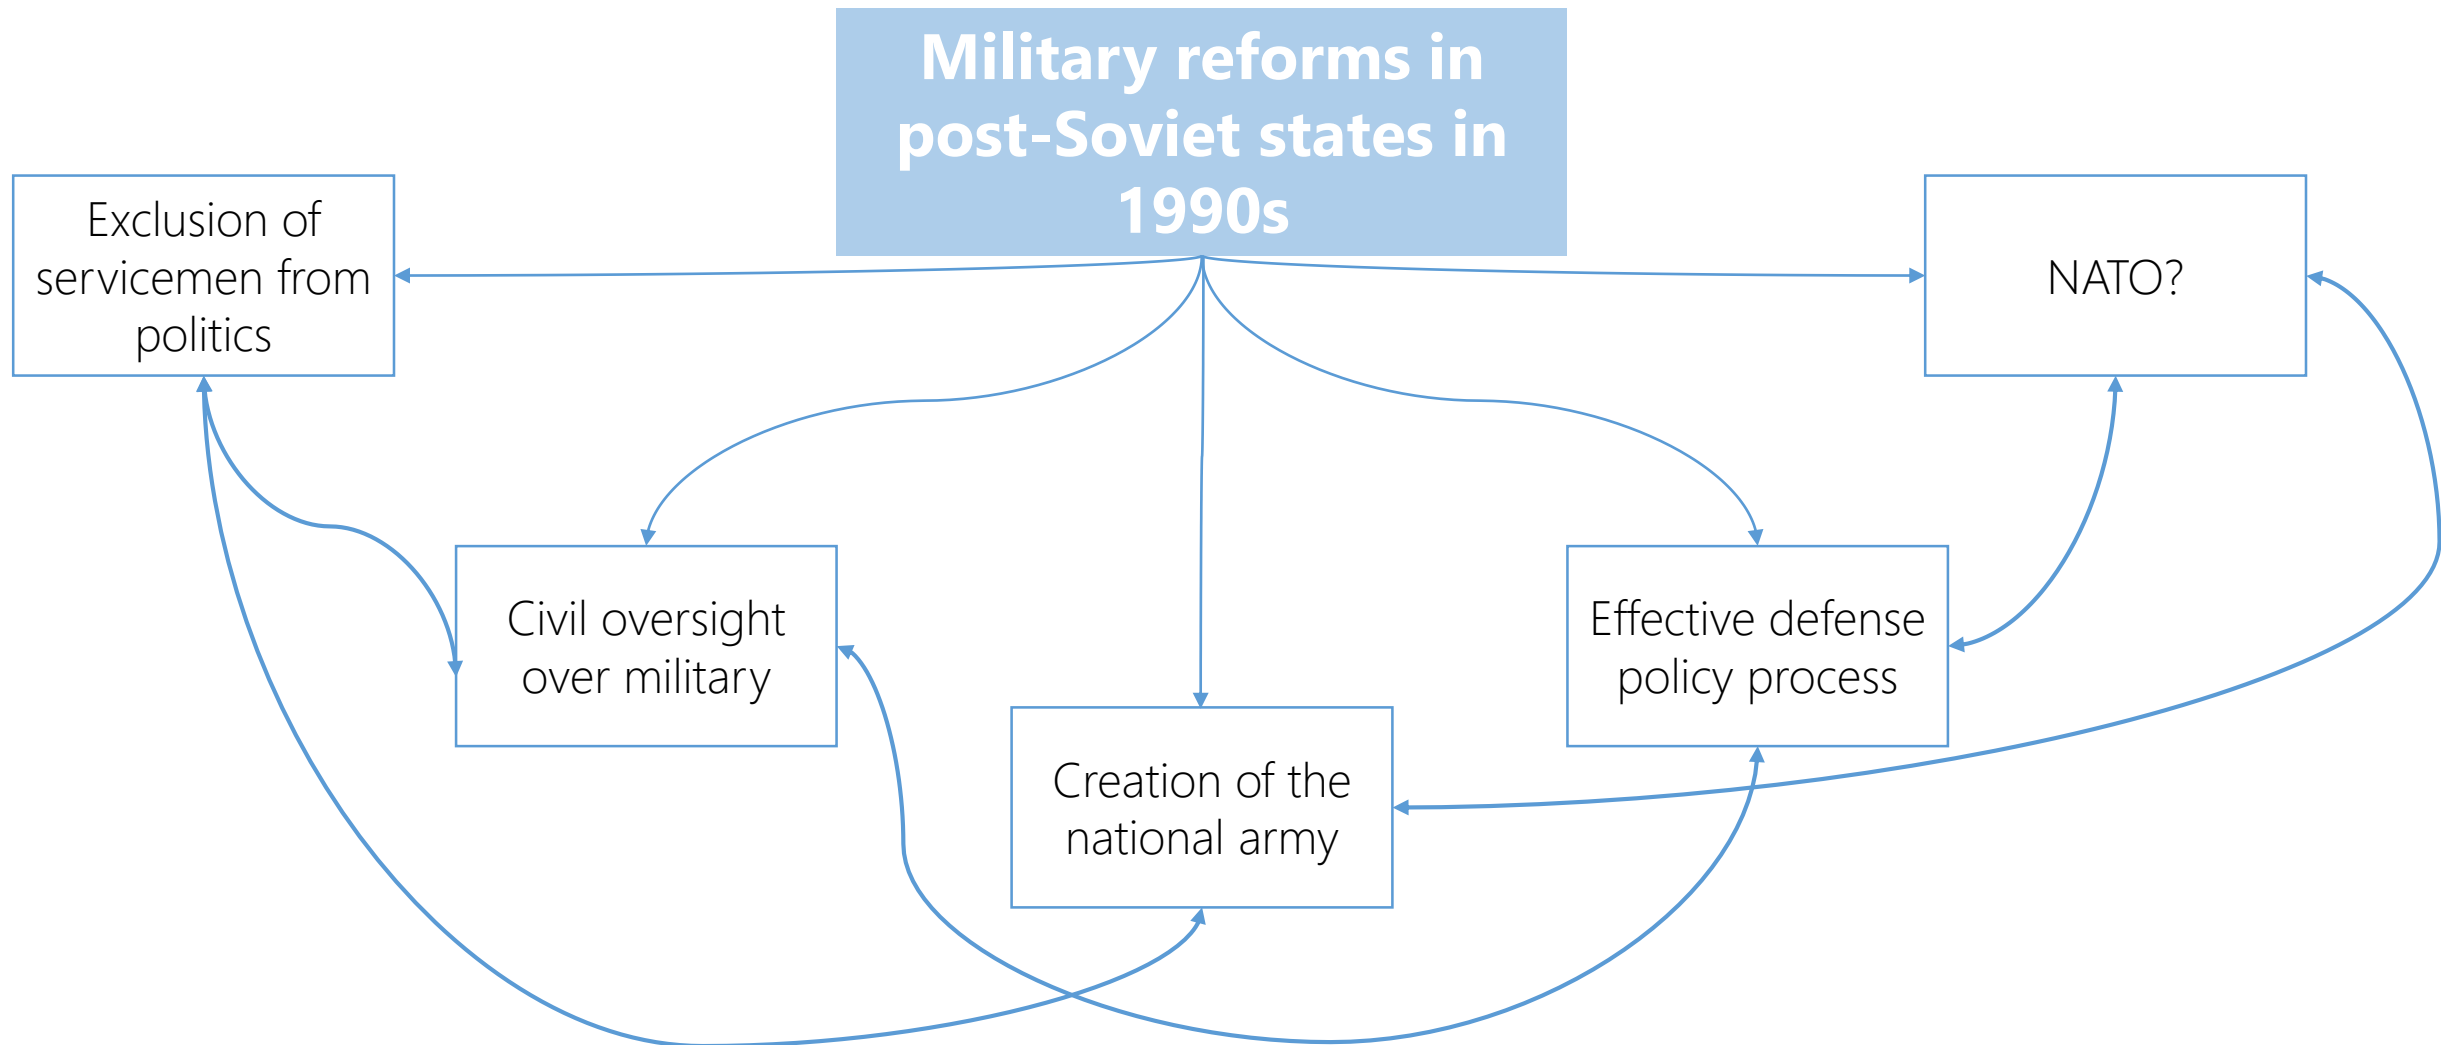 Military reforms in
post-Soviet states in
1990s
Exclusion of
servicemen from
politics
NATO?
Civil oversight
over military
Effective defense
policy process
Creation of the
national army